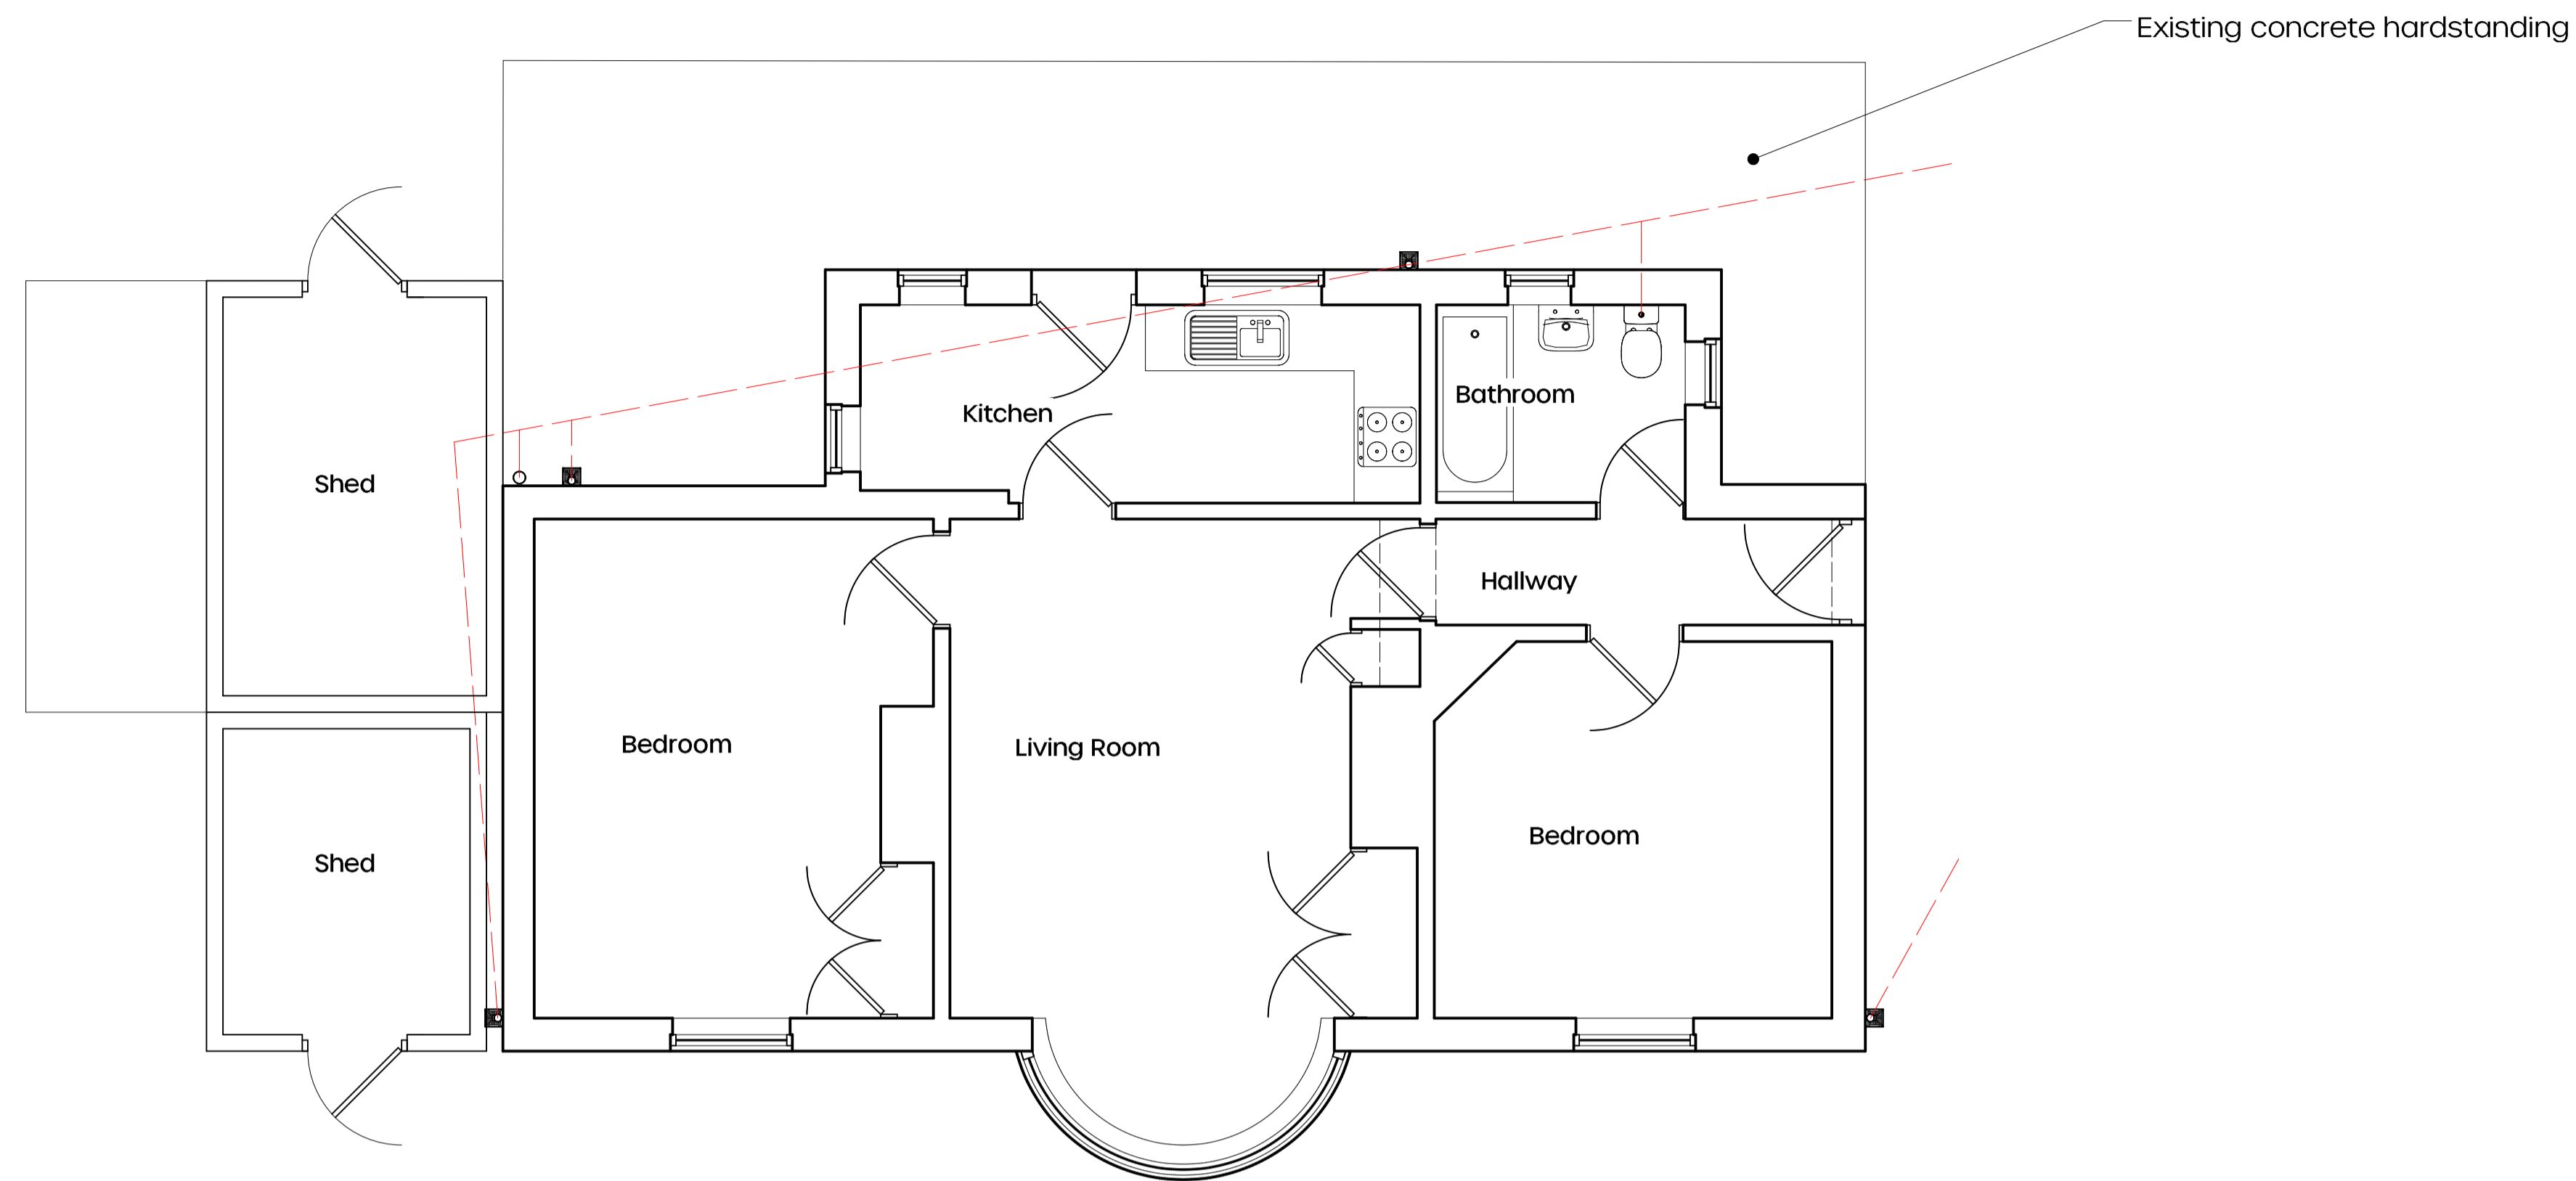 Existing concrete hardstanding
Kitchen
Bathroom
Shed
Hallway
Bedroom
Living Room
Bedroom
Shed